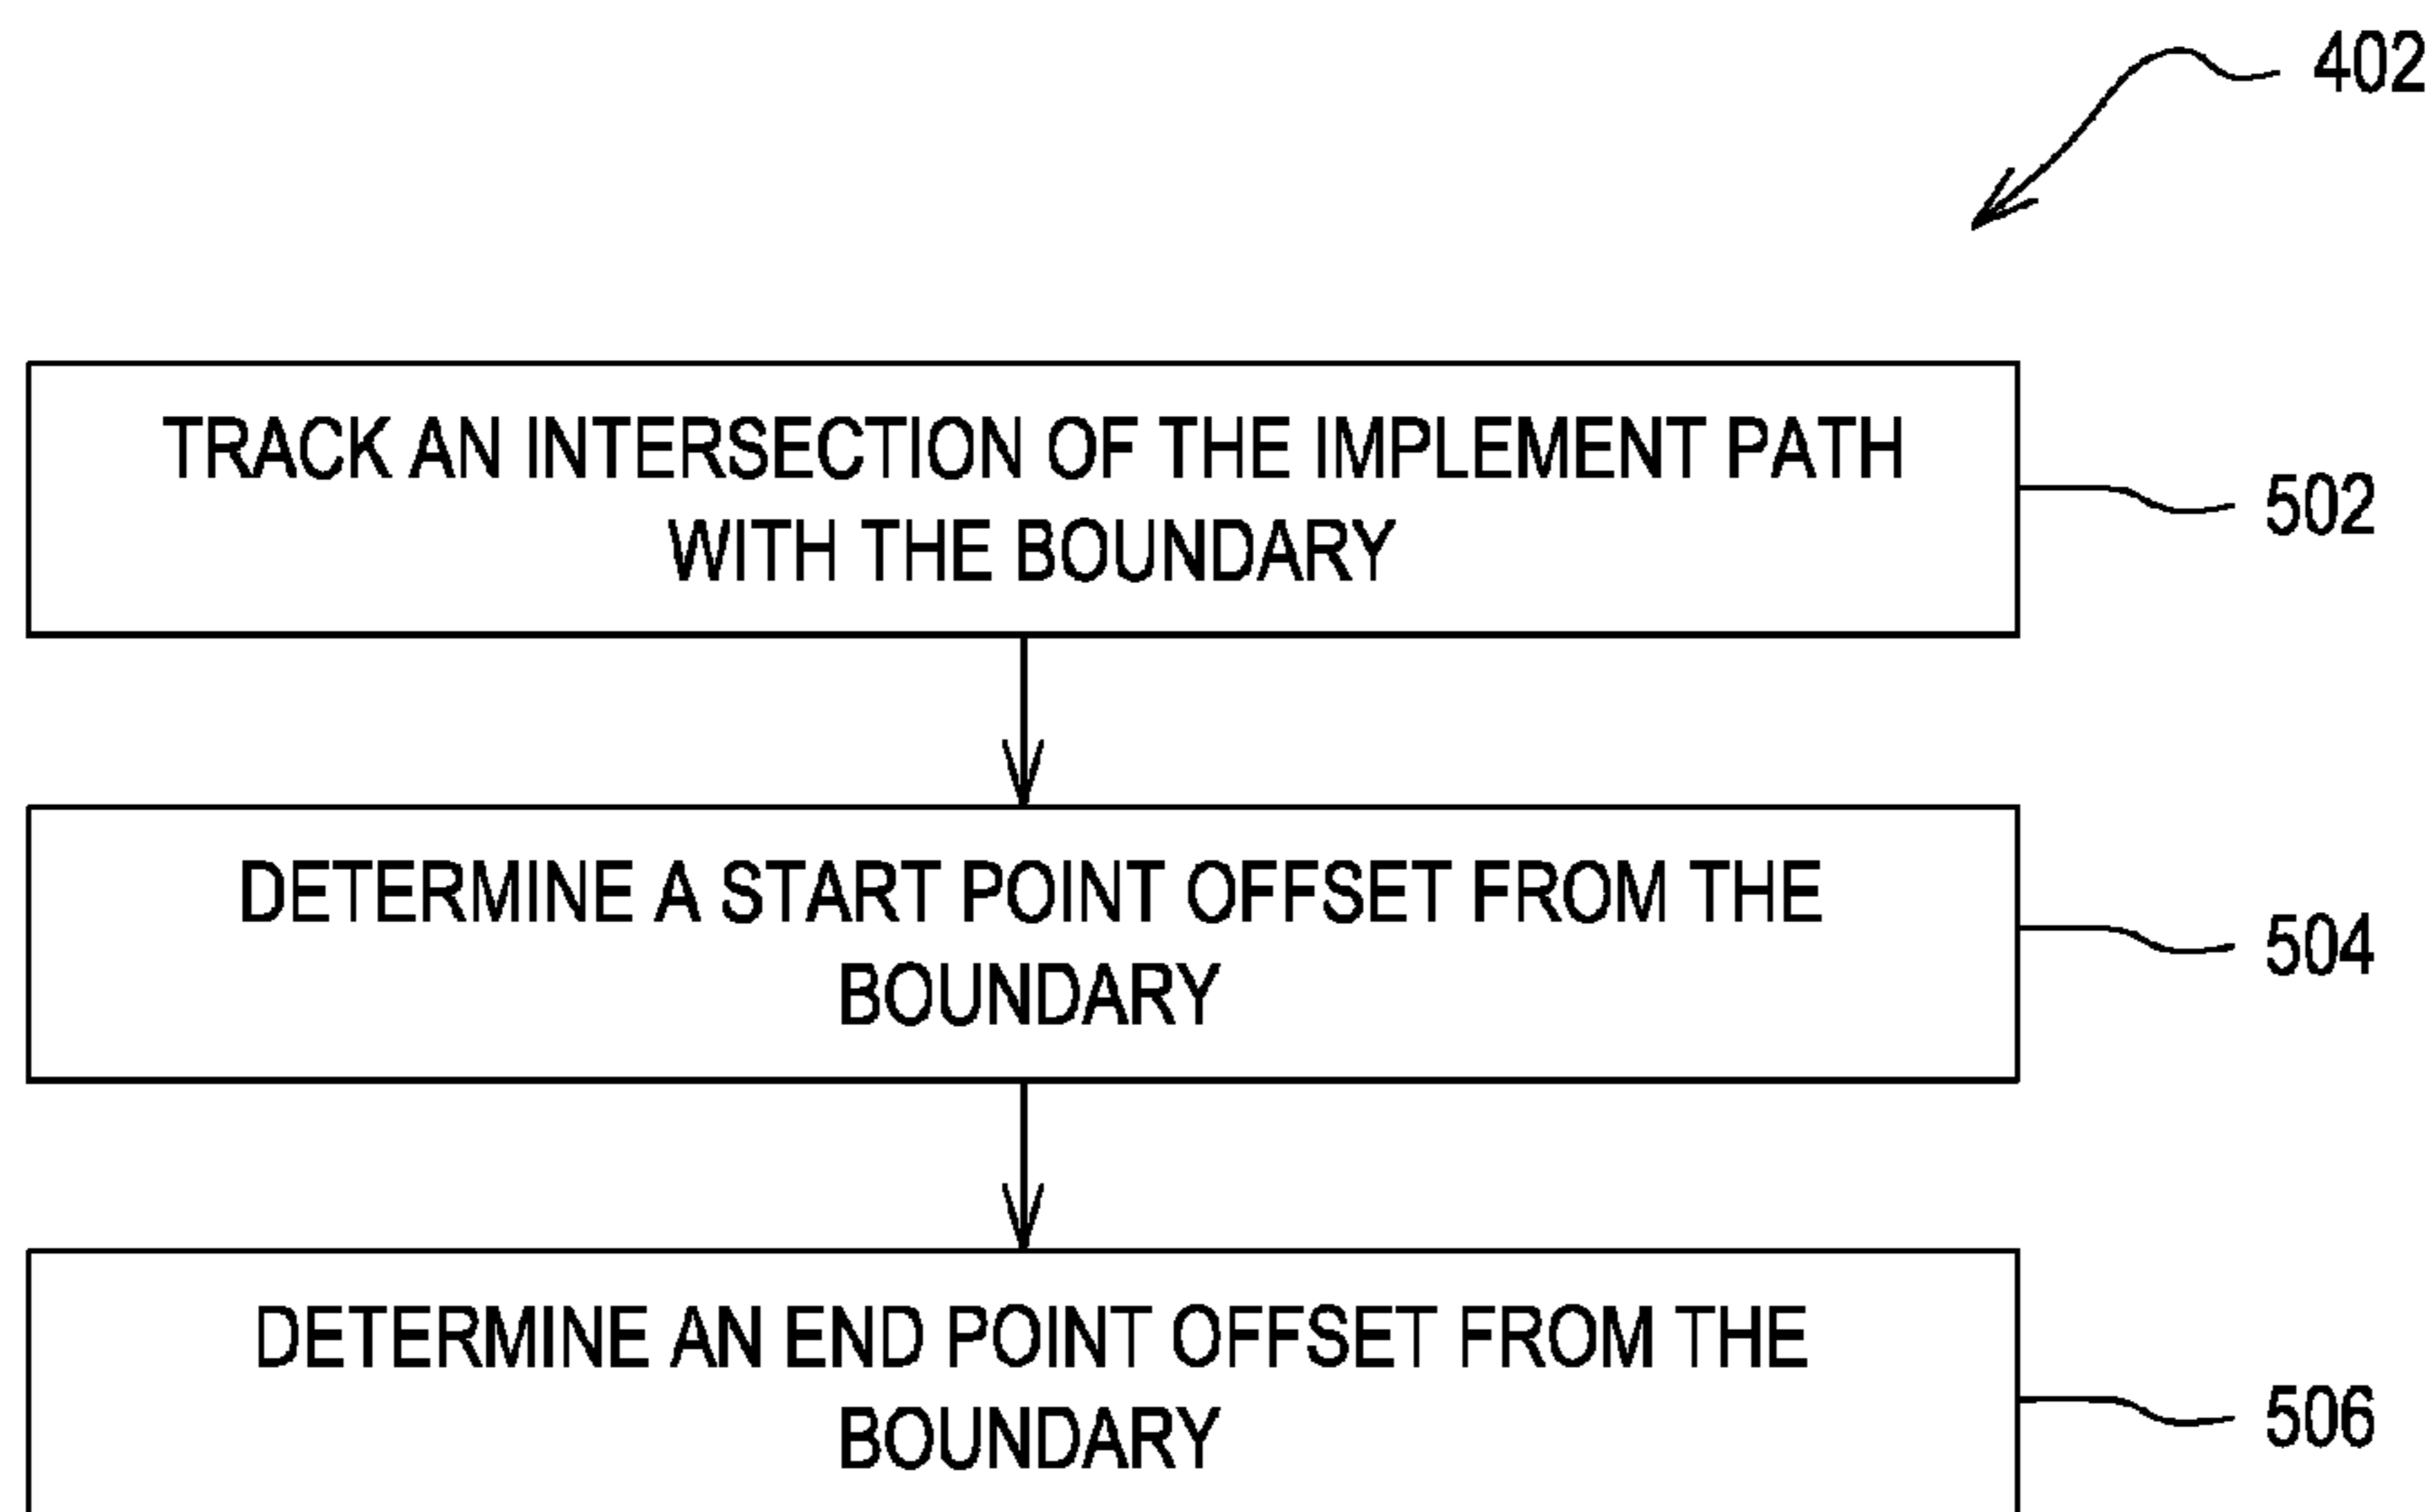 402
TRACK AN INTERSECTION OF THE IMPLEMENT PATH
WITH THE BOUNDARY
502
DETERMINE A START POINT OFFSET FROM THE
BOUNDARY
504
DETERMINE AN END POINT OFFSET FROM THE
BOUNDARY
506